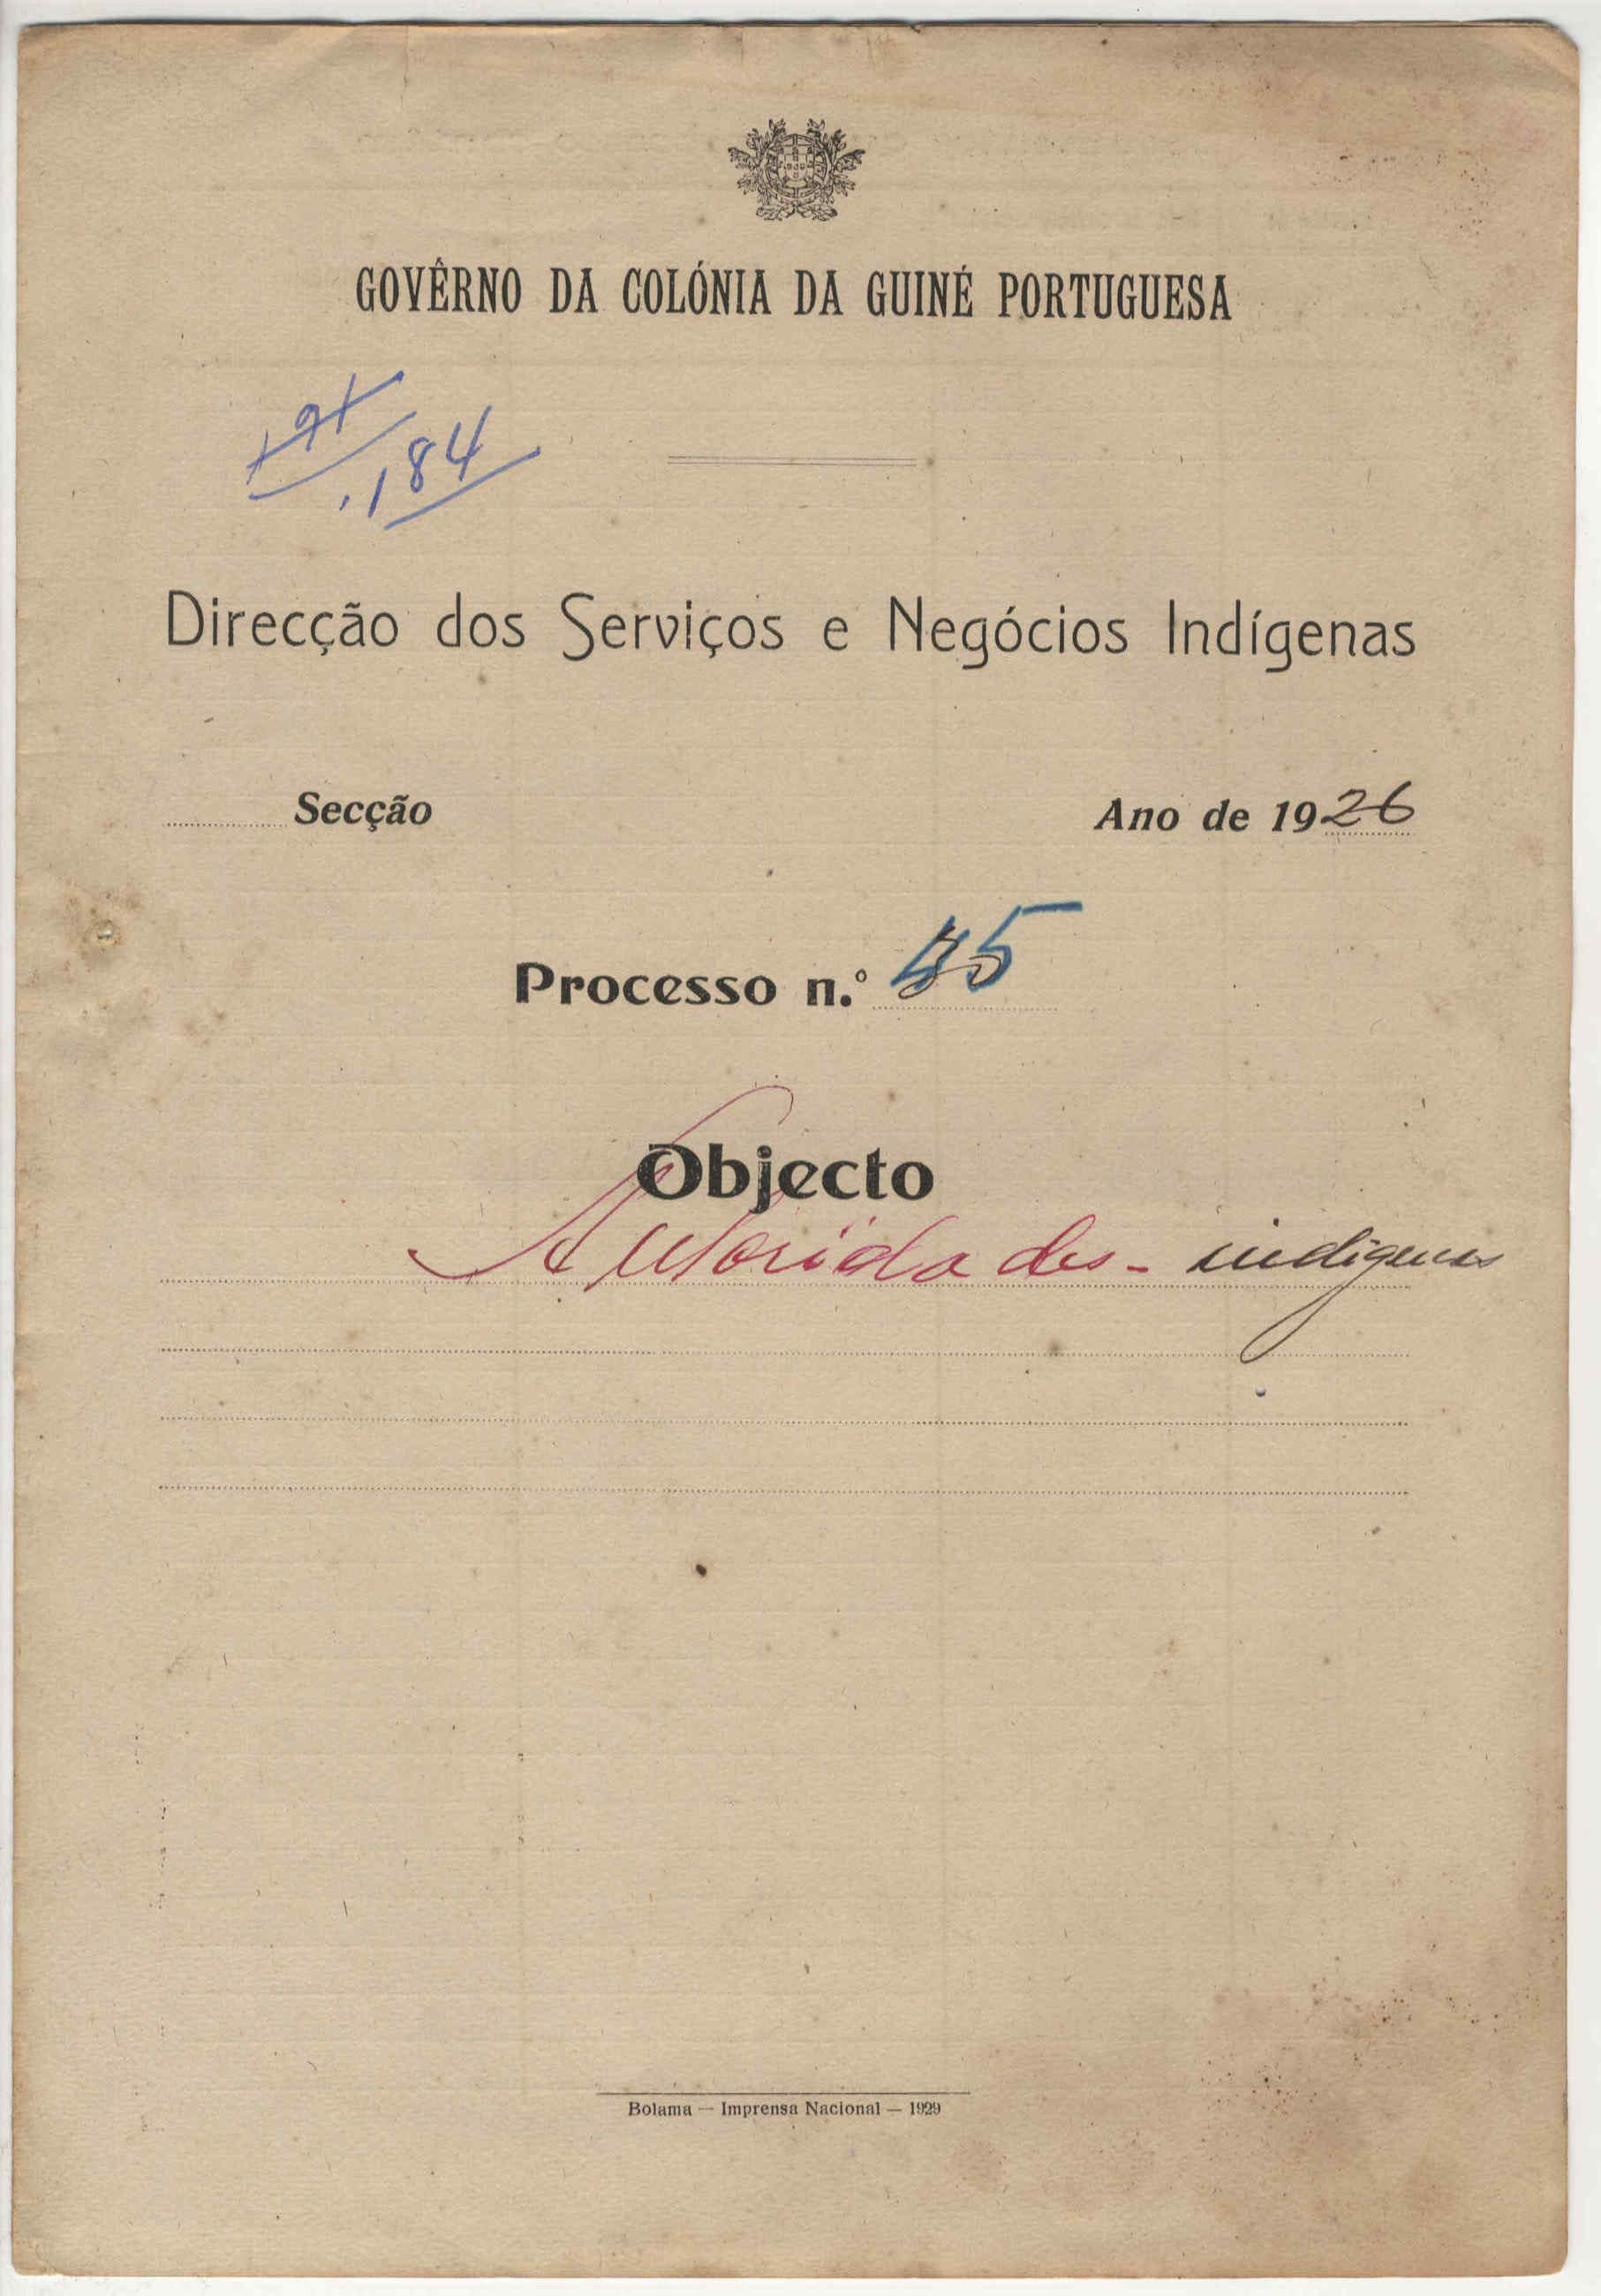 GOVÊRNO DA COLÓNIA DA GUINÉ PORTUGUESA
184
Direcção dos Serviços e Negócios Indígenas
Secção
Ano de 1926
Processo n.º 45
Objecto
Autoridades - indígenas
Bolama — Imprensa Nacional — 1929